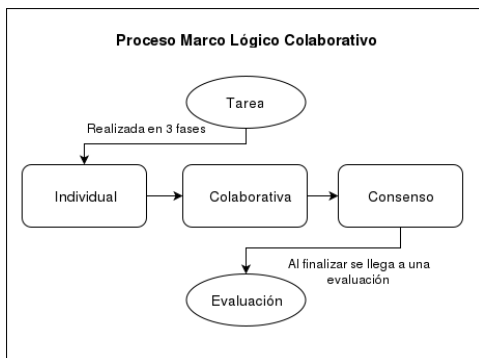 Proceso Marco Lógico Colaborativo
Tarea
Realizada en 3 fases
Individual
Colaborativa
Consenso
Al finalizar se llega a una
evaluación
Evaluación